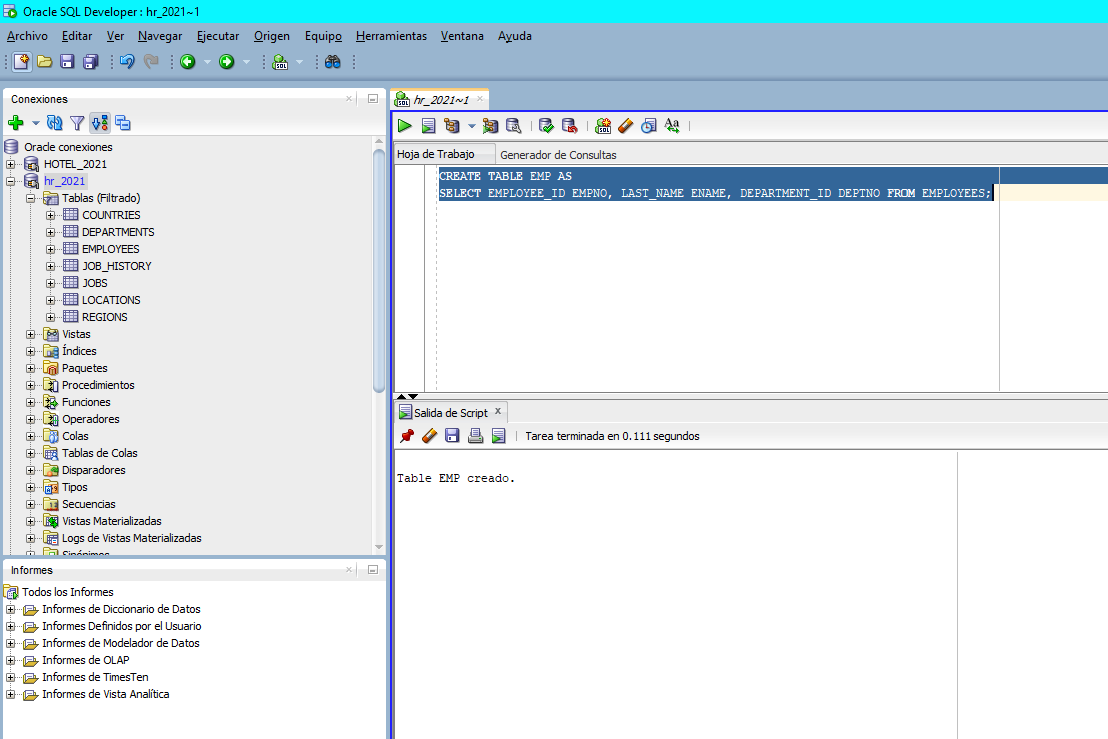 Oracle SQL Developer : hr_2021~1
Archivo Editar Ver Navegar Ejecutar Origen Equipo Herramientas Ventana Ayuda
Conexiones
Oracle conexiones
HOTEL_2021
hr_2021
Tablas (Filtrado)
COUNTRIES
DEPARTMENTS
EMPLOYEES
JOB_HISTORY
JOBS
LOCATIONS
REGIONS
Vistas
Índices
Paquetes
Procedimientos
Funciones
Operadores
Colas
Tablas de Colas
Disparadores
Tipos
Secuencias
Vistas Materializadas
Logs de Vistas Materializadas
Sinónimos
Informes
Todos los Informes
Informes de Diccionario de Datos
Informes Definidos por el Usuario
Informes de Modelador de Datos
Informes de OLAP
Informes de TimesTen
Informes de Vista Analítica
hr_2021~1
Hoja de Trabajo Generador de Consultas
CREATE TABLE EMP AS
SELECT EMPLOYEE_ID EMPNO, LAST_NAME ENAME, DEPARTMENT_ID DEPTNO FROM EMPLOYEES;
Salida de Script
Tarea terminada en 0.111 segundos
Table EMP creado.